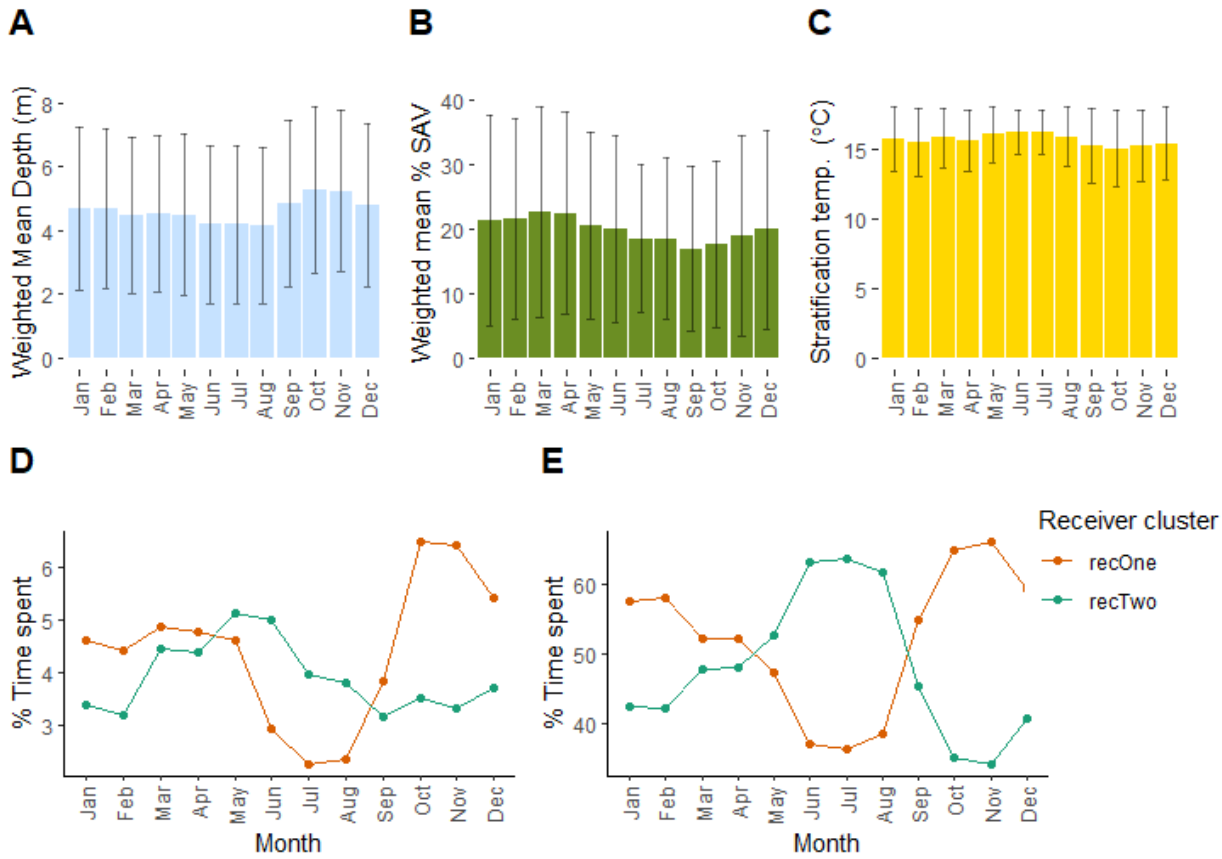 A
B
C
Weighted Mean Depth (m)
8
6
4
2
0
Jan Feb Mar Apr May Jun Jul Aug Sep Oct Nov Dec
Weighted mean % SAV
40
30
20
10
0
Jan Feb Mar Apr May Jun Jul Aug Sep Oct Nov Dec
Stratification temp. (°C)
15
10
5
0
Jan Feb Mar Apr May Jun Jul Aug Sep Oct Nov Dec
D
E
% Time spent
6
5
4
3
Jan Feb Mar Apr May Jun Jul Aug Sep Oct Nov Dec
Month
% Time spent
60
50
40
Jan Feb Mar Apr May Jun Jul Aug Sep Oct Nov Dec
Month
Receiver cluster
recOne
recTwo